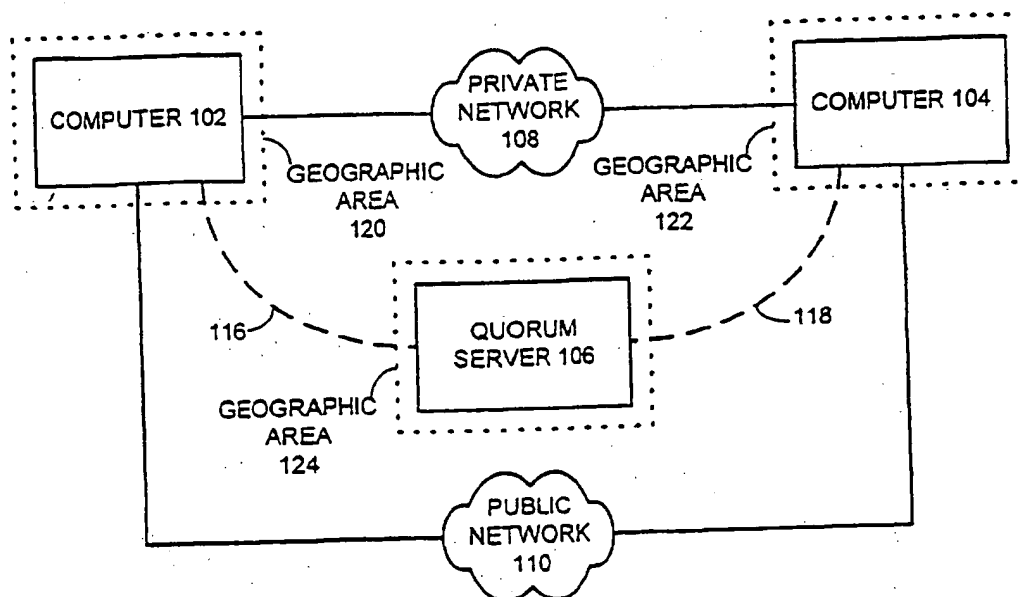 COMPUTER 102
PRIVATE
NETWORK
108
COMPUTER 104
GEOGRAPHIC
AREA
120
GEOGRAPHIC
AREA
122
116
QUORUM
SERVER 106
118
GEOGRAPHIC
AREA
124
PUBLIC
NETWORK
110